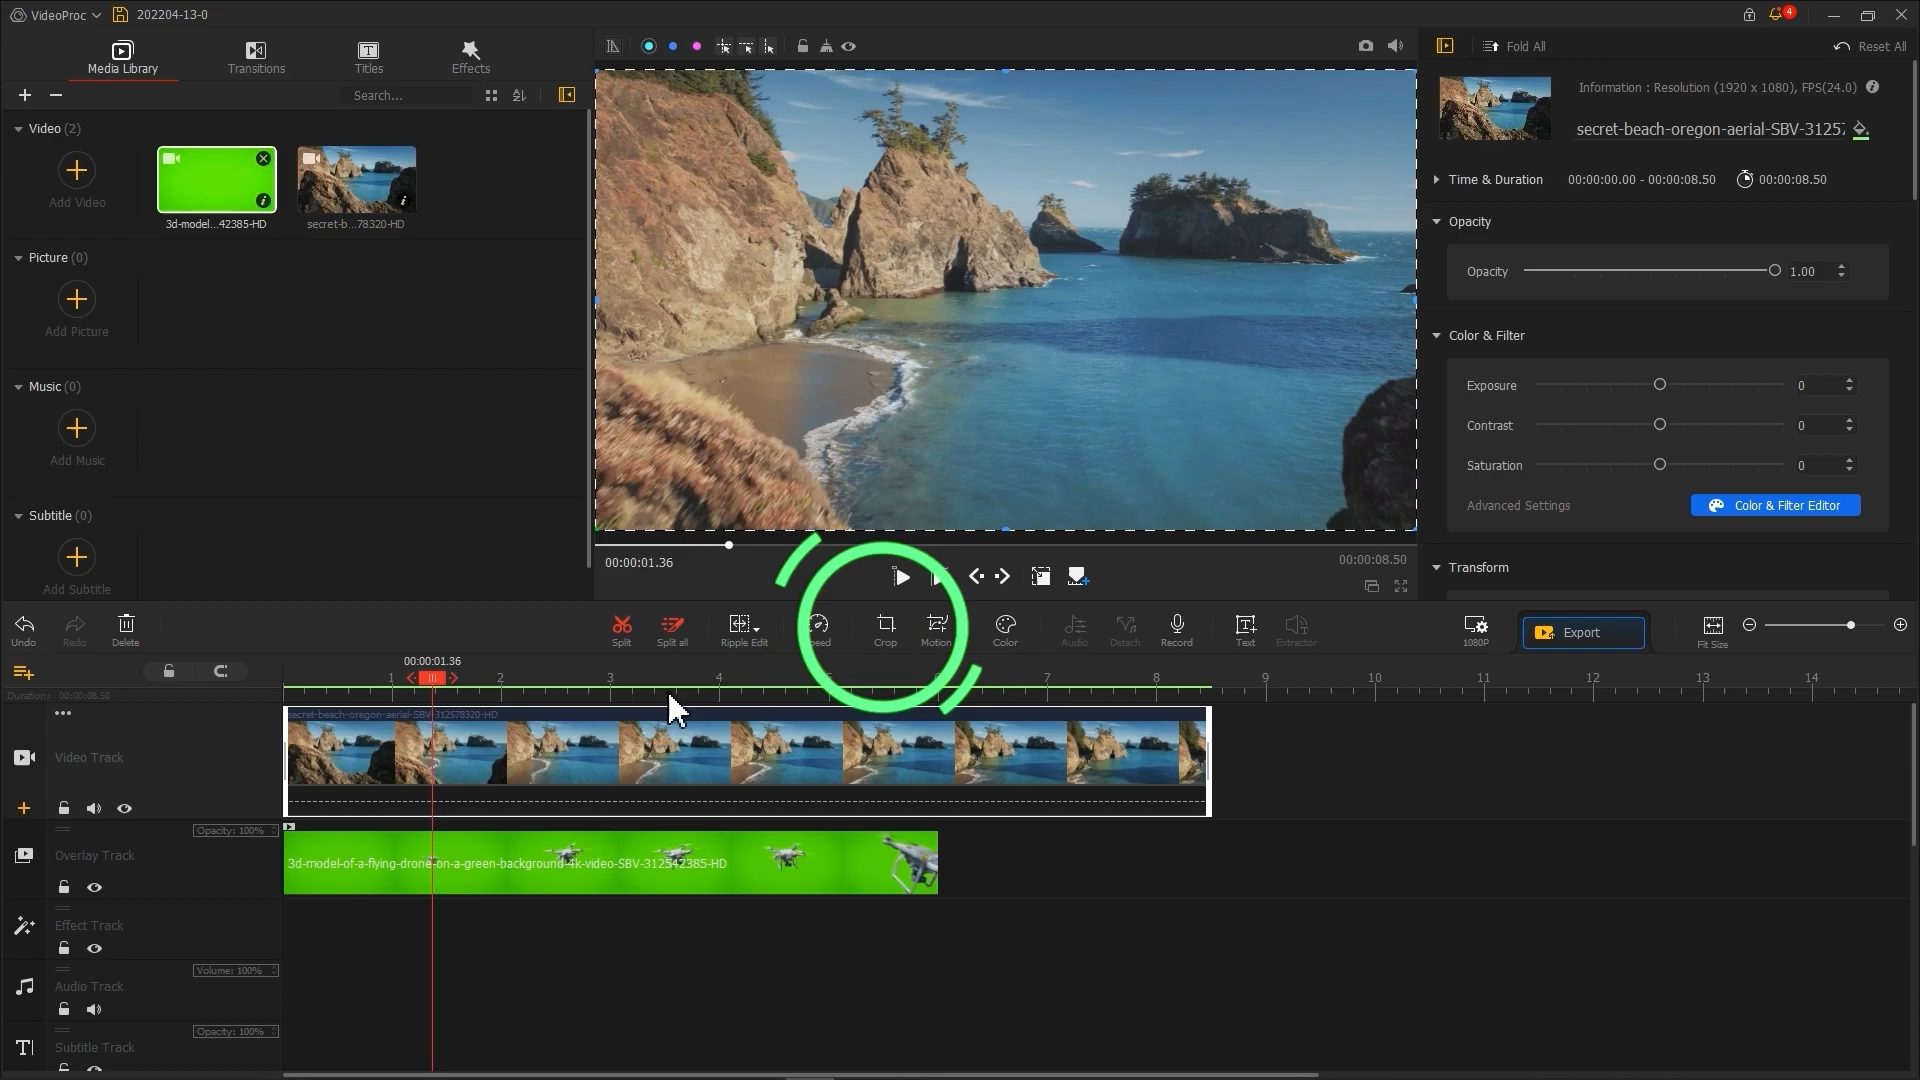 VideoProc
202204-13-0
4
Media Library
Transitions
Titles
Effects
Fold All
Reset All
Search...
Information : Resolution (1920 x 1080), FPS(24.0)
secret-beach-oregon-aerial-SBV-31257
Video (2)
Add Video
3d-model...42385-HD
secret-b...78320-HD
Time & Duration
00:00:00.00 - 00:00:08.50
00:00:08.50
Opacity
Opacity
1.00
Picture (0)
Add Picture
Color & Filter
Exposure
0
Contrast
0
Saturation
0
Advanced Settings
Color & Filter Editor
Music (0)
Add Music
Subtitle (0)
Add Subtitle
00:00:01.36
00:00:08.50
Transform
Undo
Redo
Delete
Split
Split all
Ripple Edit
Crop
Motion
Color
Audio
Detach
Record
Text
Extractor
1080P
Export
Fit Size
00:00:01.36
1 2 3 4 7 8 9 10 11 12 13 14
Duration: 00:00:08.50
secret-beach-oregon-aerial-SBV-312578320-HD
Video Track
Opacity: 100%
Overlay Track
3d-model-of-a-flying-drone-on-a-green-background-4k-video-SBV-312542385-HD
Effect Track
Volume: 100%
Audio Track
Opacity: 100%
Subtitle Track